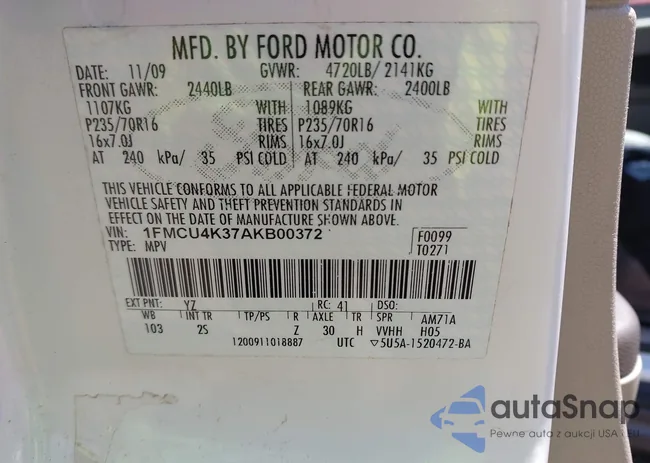 MFD. BY FORD MOTOR CO.
DATE: 11/09 GVWR: 4720LB/ 2141KG
FRONT GAWR: 2440LB REAR GAWR: 2400LB
1107KG WITH 1089KG WITH
P235/70R16 TIRES P235/70R16 TIRES
16x7.0J RIMS 16x7.0J RIMS
AT 240 kPa/ 35 PSI COLD AT 240 kPa/ 35 PSI COLD
THIS VEHICLE CONFORMS TO ALL APPLICABLE FEDERAL MOTOR
VEHICLE SAFETY AND THEFT PREVENTION STANDARDS IN
EFFECT ON THE DATE OF MANUFACTURE SHOWN ABOVE.
VIN: 1FMCU4K37AKB00372 F0099
TYPE: MPV T0271
EXT PNT: YZ RC: 41 DSO:
WB INT TR TP/PS R AXLE TR SPR AM71A
103 2S Z 30 H VVHH H05
1200911018887 UTC ▽5U5A-1520472-BA
autaSnap
Pewne auta z aukcji USA i EU